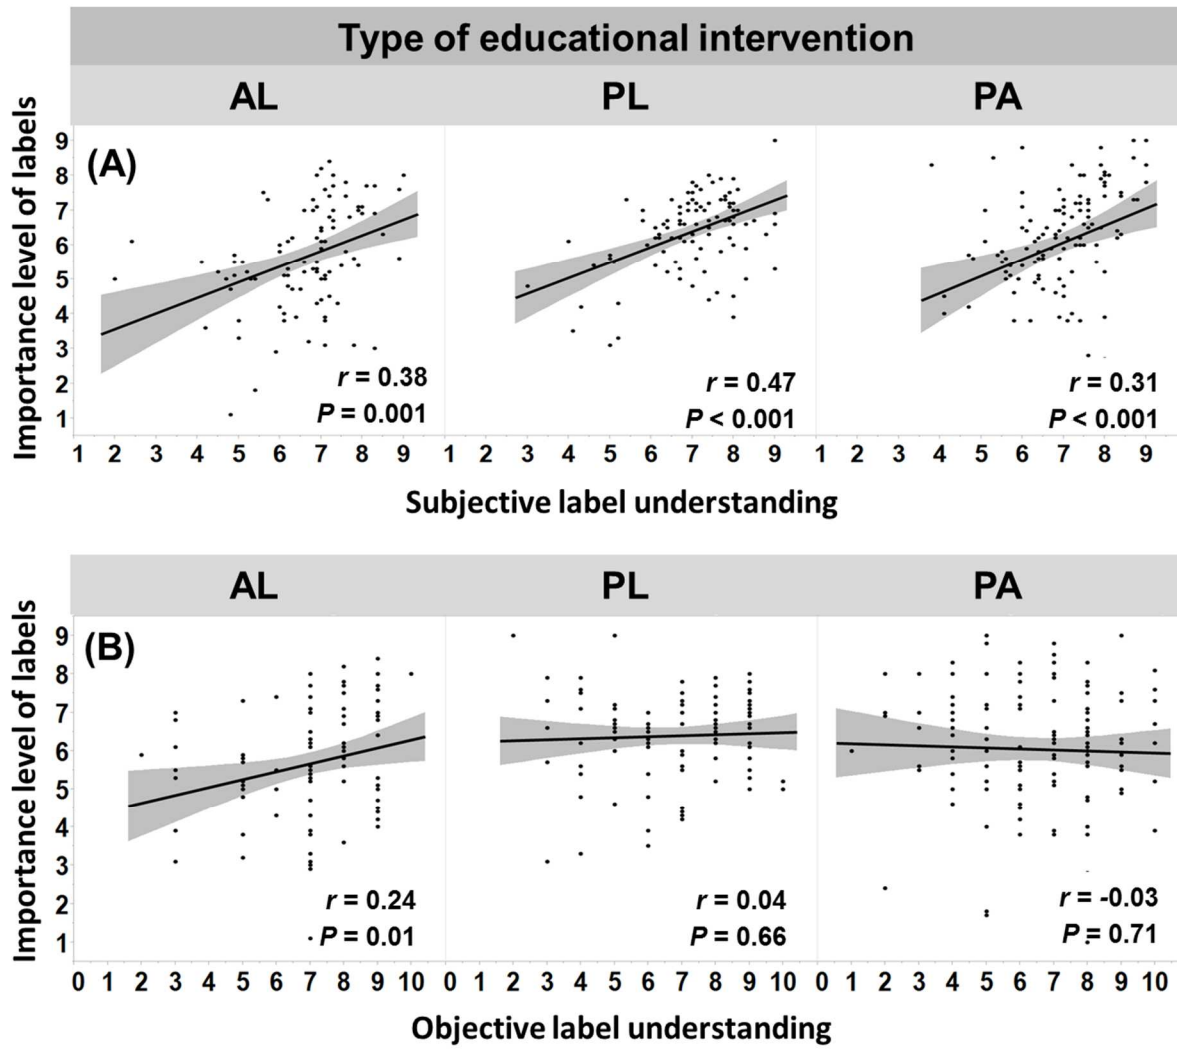 Type of educational intervention
AL PL PA
Importance level of labels
(A)
9
8
7
6
5
4
3
2
1
r = 0.38
P = 0.001
r = 0.47
P < 0.001
r = 0.31
P < 0.001
1 2 3 4 5 6 7 8 9 1 2 3 4 5 6 7 8 9 1 2 3 4 5 6 7 8 9
Subjective label understanding
AL PL PA
Importance level of labels
(B)
9
8
7
6
5
4
3
2
1
r = 0.24
P = 0.01
r = 0.04
P = 0.66
r = -0.03
P = 0.71
0 1 2 3 4 5 6 7 8 9 10 0 1 2 3 4 5 6 7 8 9 10 0 1 2 3 4 5 6 7 8 9 10
Objective label understanding